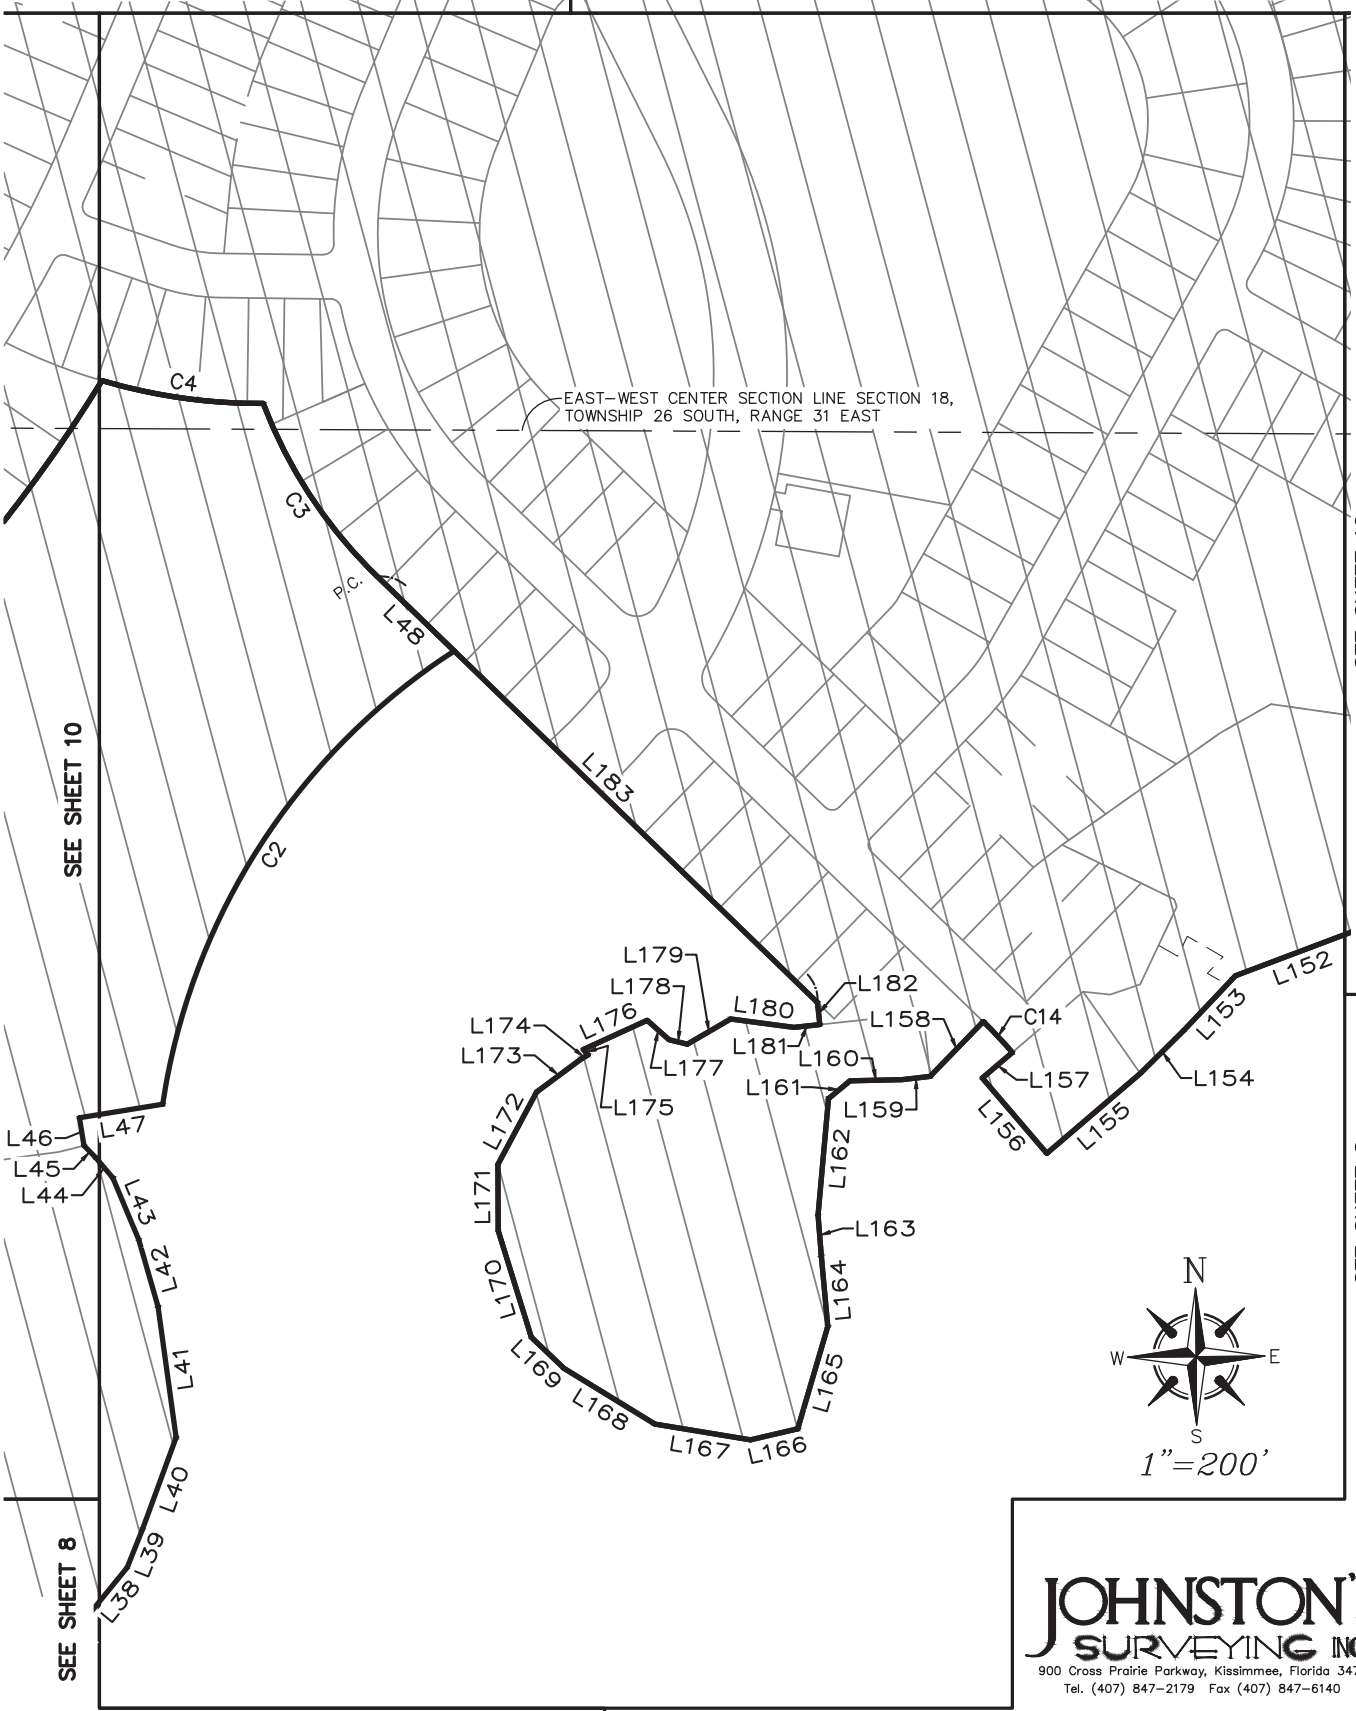 C4
EAST-WEST CENTER SECTION LINE SECTION 18,
TOWNSHIP 26 SOUTH, RANGE 31 EAST
C3
P.C.
L48
SEE SHEET 10
L183
C2
L179
L178
L182
L152
L174
L176
L180
L158
C14
L153
L173
L177
L181
L160
L161
L157
L154
L175
L159
L172
L156
L155
L46
L47
L45
L44
L162
L43
L171
L163
L42
L170
L164
N
W
E
S
1"=200'
L41
L169
L165
L168
L167
L166
L40
L39
L38
SEE SHEET 8
JOHNSTON'
SURVEYING
900 Cross Prairie Parkway, Kissimmee, Florida 347
Tel. (407) 847-2179 Fax (407) 847-6140